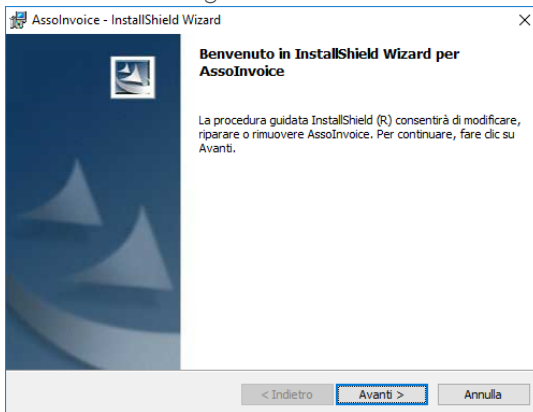 AssoInvoice - InstallShield Wizard
Benvenuto in InstallShield Wizard per
AssoInvoice
La procedura guidata InstallShield (R) consentirà di modificare,
riparare o rimuovere AssoInvoice. Per continuare, fare clic su
Avanti.
< Indietro
Avanti >
Annulla